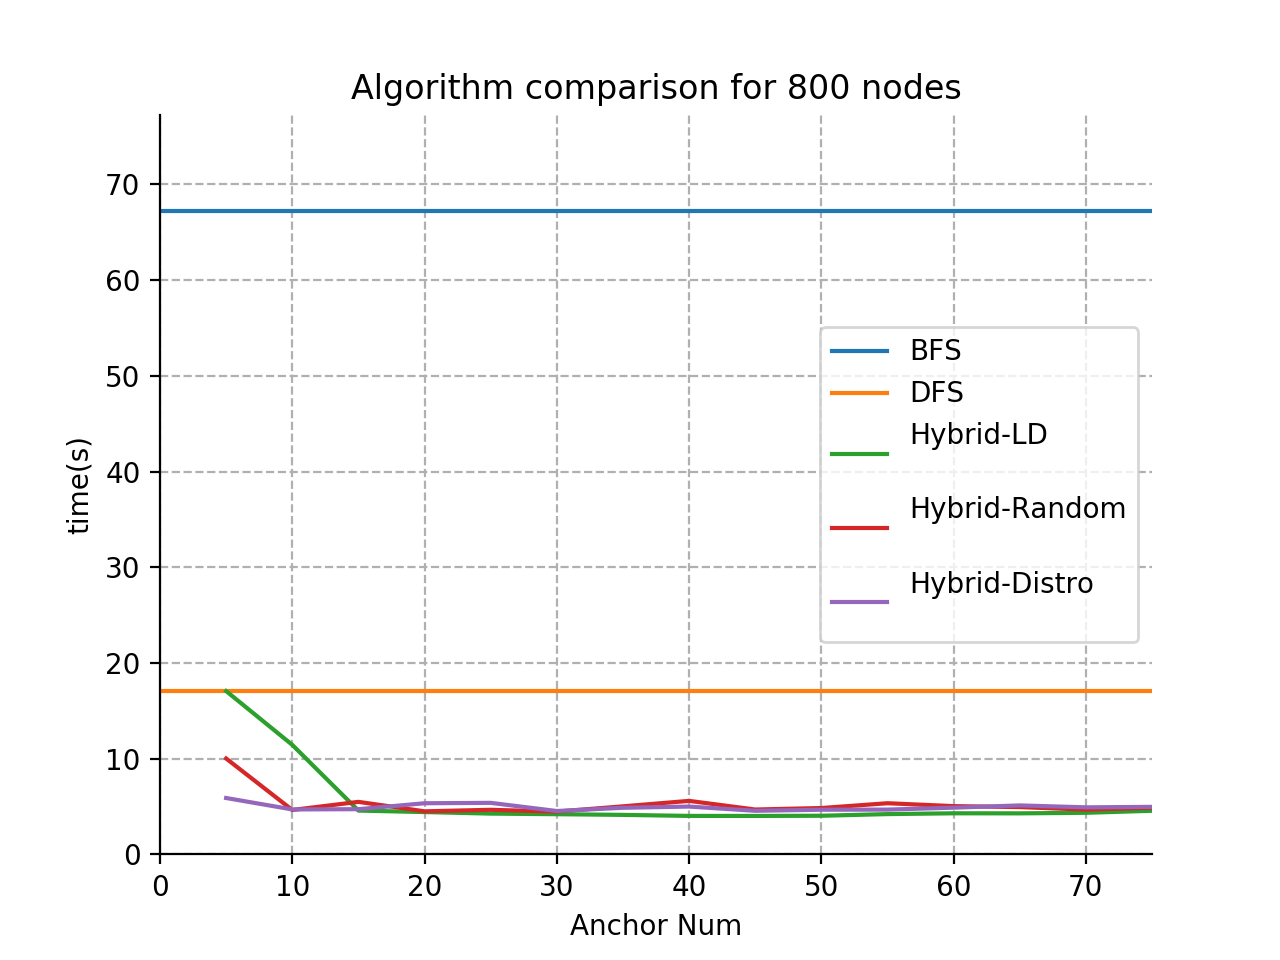 Algorithm comparison for 800 nodes
70
60
50
40
30
20
10
0
time(s)
BFS
DFS
Hybrid-LD
Hybrid-Random
Hybrid-Distro
0 10 20 30 40 50 60 70
Anchor Num